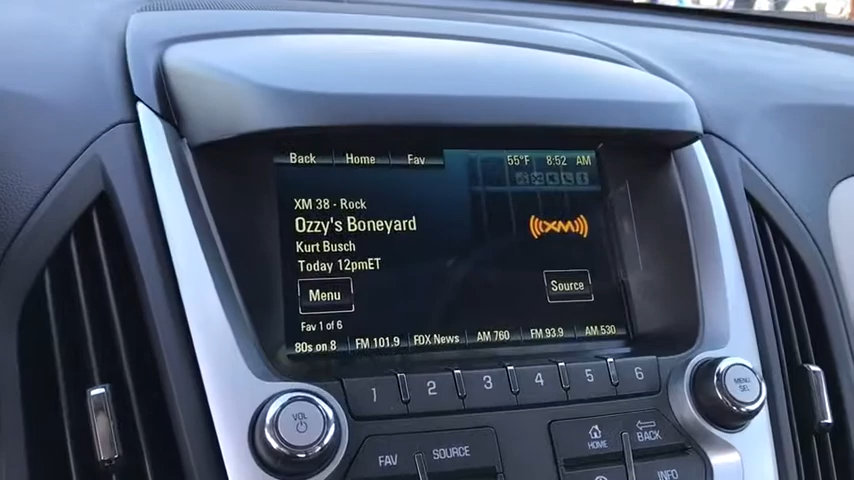 Back Home Fav 55°F 8:52 AM
XM 38 - Rock
Ozzy's Boneyard
Kurt Busch
Today 12pmET
((XM))
Menu Source
Fav 1 of 6
80s on 8 FM 101.9 FOX News AM 760 FM 93.9 AM 530
1 2 3 4 5 6
VOL
MENU
SEL
FAV SOURCE HOME BACK
INFO